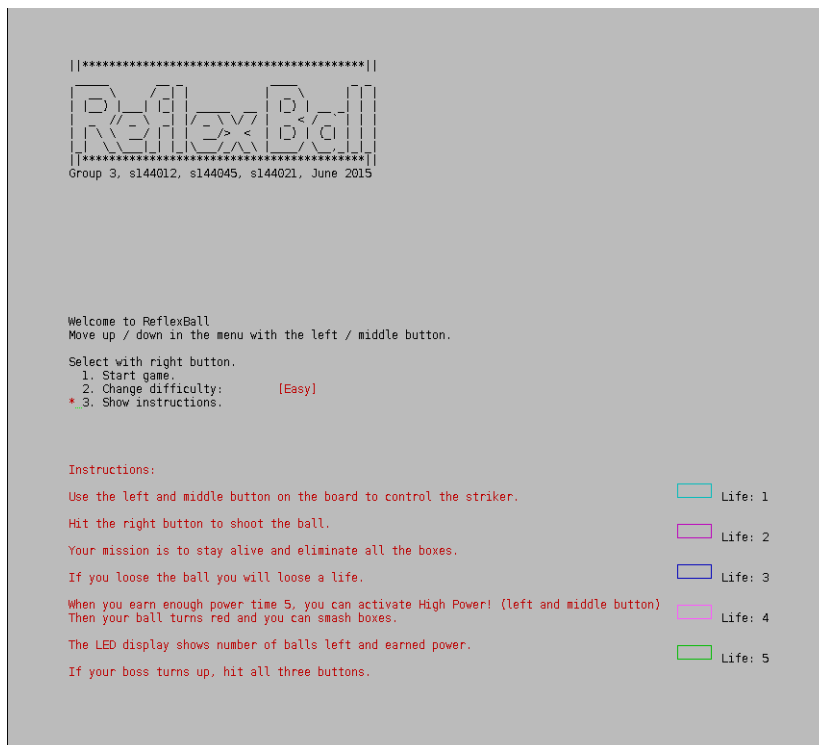 ||******************************************||
Reflex Ball
||******************************************||
Group 3, s144012, s144045, s144021, June 2015
Welcome to ReflexBall
Move up / down in the menu with the left / middle button.
Select with right button.
1. Start game.
2. Change difficulty: [Easy]
* 3. Show instructions.
Instructions:
Use the left and middle button on the board to control the striker.
Hit the right button to shoot the ball.
Your mission is to stay alive and eliminate all the boxes.
If you loose the ball you will loose a life.
When you earn enough power time 5, you can activate High Power! (left and middle button)
Then your ball turns red and you can smash boxes.
The LED display shows number of balls left and earned power.
If your boss turns up, hit all three buttons.
Life: 1
Life: 2
Life: 3
Life: 4
Life: 5